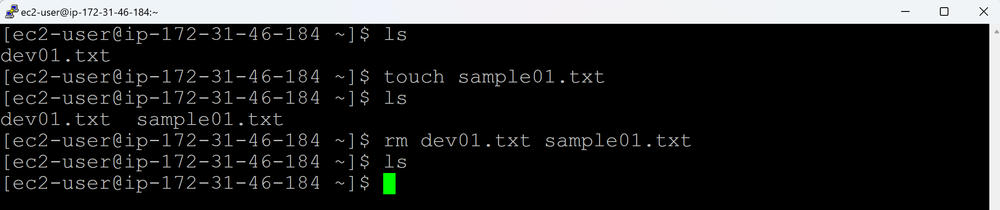 ec2-user@ip-172-31-46-184:~
[ec2-user@ip-172-31-46-184 ~]$ ls
dev01.txt
[ec2-user@ip-172-31-46-184 ~]$ touch sample01.txt
[ec2-user@ip-172-31-46-184 ~]$ ls
dev01.txt  sample01.txt
[ec2-user@ip-172-31-46-184 ~]$ rm dev01.txt sample01.txt
[ec2-user@ip-172-31-46-184 ~]$ ls
[ec2-user@ip-172-31-46-184 ~]$